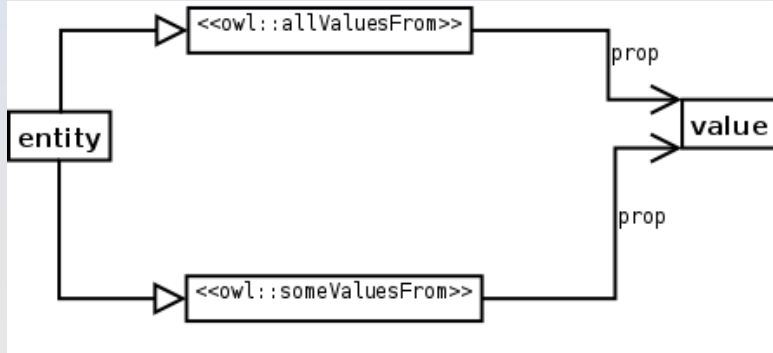 <<owl::allValuesFrom>>
prop
entity
value
prop
<<owl::someValuesFrom>>